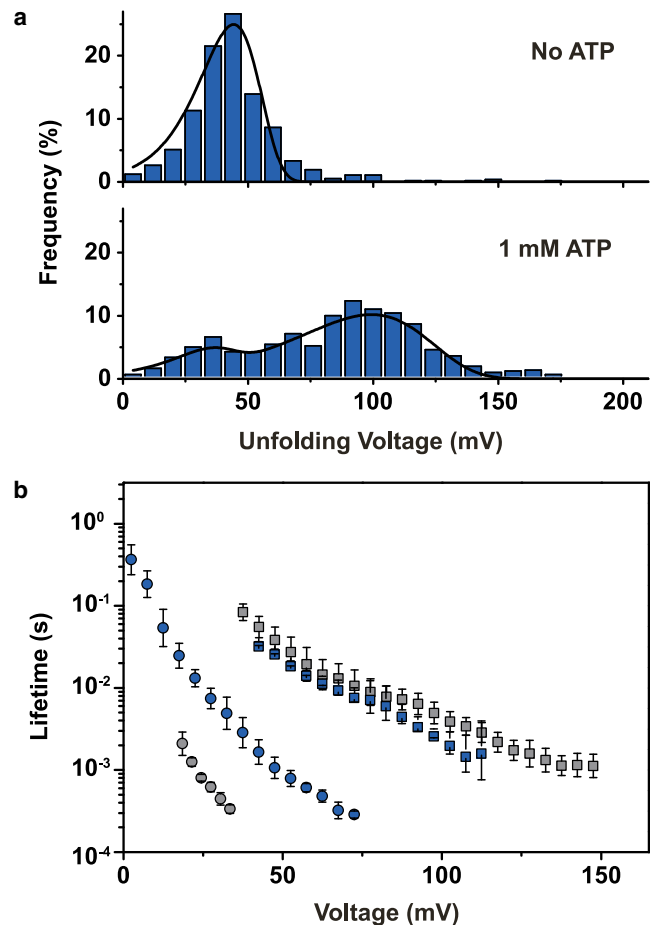 a
No ATP
20
10
0
1 mM ATP
20
10
0
0 50 100 150 200
Frequency (%)
Unfolding Voltage (mV)
b
10⁰
10⁻¹
10⁻²
10⁻³
10⁻⁴
Lifetime (s)
0 50 100 150
Voltage (mV)